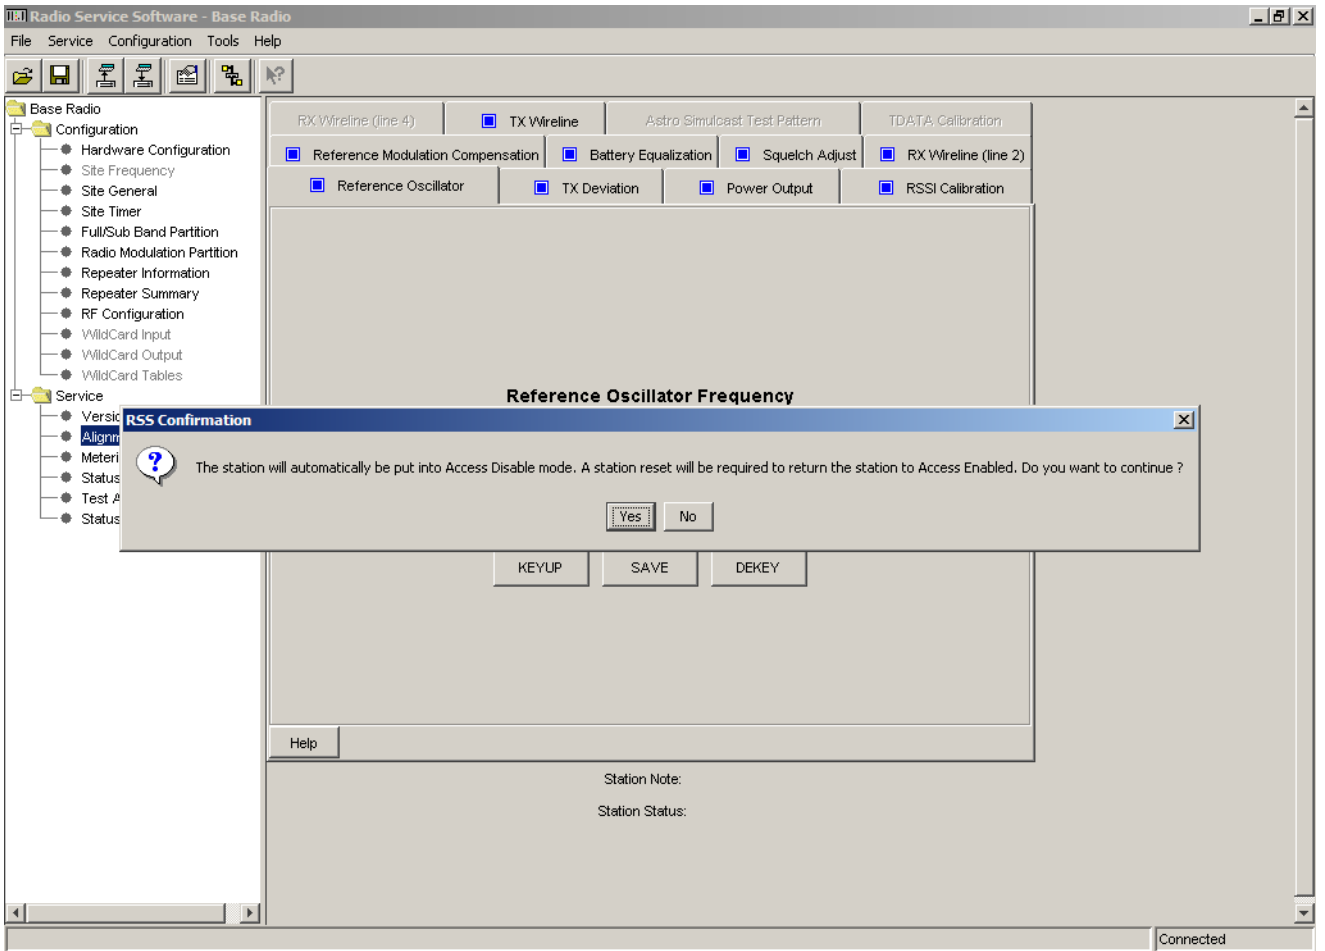 Radio Service Software - Base Radio
File Service Configuration Tools Help
Base Radio
Configuration
Hardware Configuration
Site Frequency
Site General
Site Timer
Full/Sub Band Partition
Radio Modulation Partition
Repeater Information
Repeater Summary
RF Configuration
WildCard Input
WildCard Output
WildCard Tables
Service
Versic
Alignm
Meteri
Status
Test A
Status
RX Wireline (line 4) TX Wireline Astro Simulcast Test Pattern TDATA Calibration
Reference Modulation Compensation Battery Equalization Squelch Adjust RX Wireline (line 2)
Reference Oscillator TX Deviation Power Output RSSI Calibration
Reference Oscillator Frequency
RSS Confirmation
The station will automatically be put into Access Disable mode. A station reset will be required to return the station to Access Enabled. Do you want to continue ?
Yes No
KEYUP SAVE DEKEY
Help
Station Note:
Station Status:
Connected